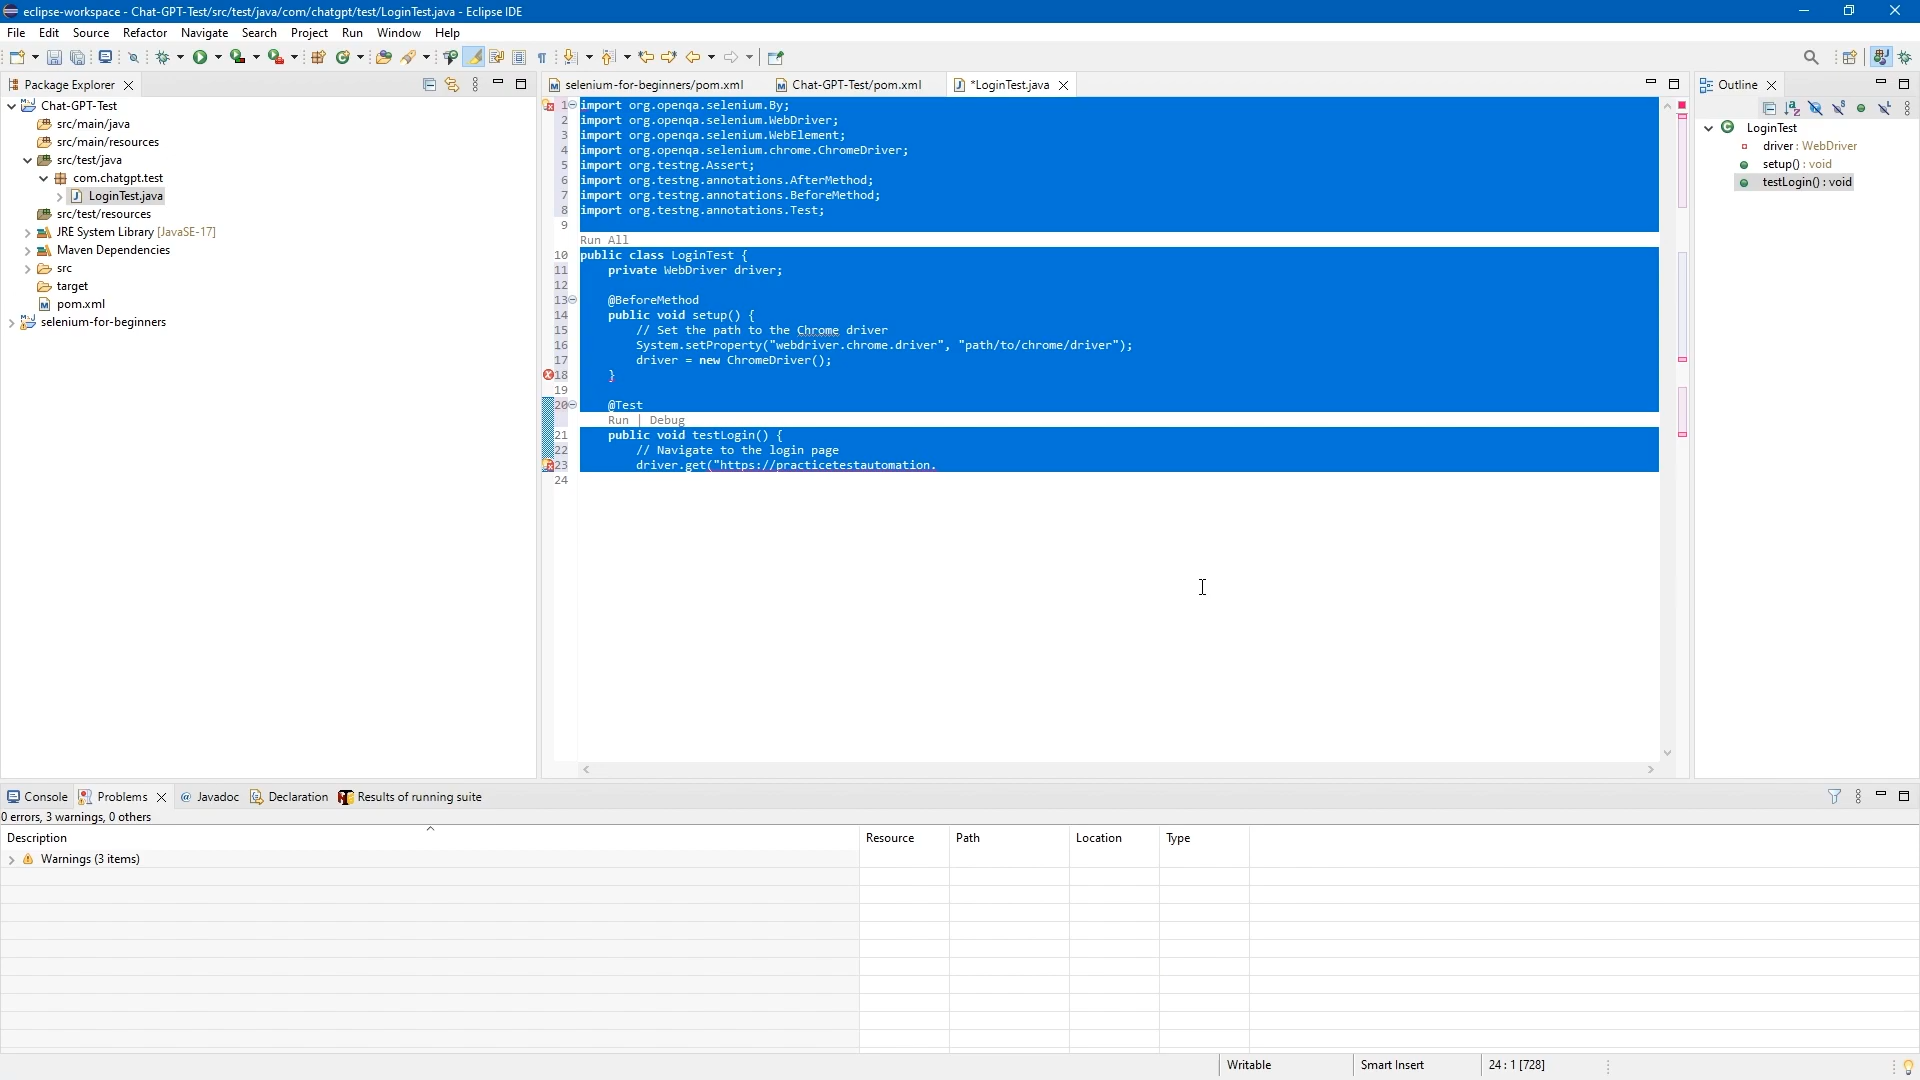 eclipse-workspace - Chat-GPT-Test/src/test/java/com/chatgpt/test/LoginTest.java - Eclipse IDE
File Edit Source Refactor Navigate Search Project Run Window Help
Package Explorer
selenium-for-beginners/pom.xml Chat-GPT-Test/pom.xml *LoginTest.java
Outline
Chat-GPT-Test
src/main/java
src/main/resources
src/test/java
com.chatgpt.test
LoginTest.java
src/test/resources
JRE System Library [JavaSE-17]
Maven Dependencies
src
target
pom.xml
selenium-for-beginners
1 import org.openqa.selenium.By;
2 import org.openqa.selenium.WebDriver;
3 import org.openqa.selenium.WebElement;
4 import org.openqa.selenium.chrome.ChromeDriver;
5 import org.testng.Assert;
6 import org.testng.annotations.AfterMethod;
7 import org.testng.annotations.BeforeMethod;
8 import org.testng.annotations.Test;
9
Run All
10 public class LoginTest {
11 private WebDriver driver;
12
13 @BeforeMethod
14 public void setup() {
15 // Set the path to the Chrome driver
16 System.setProperty("webdriver.chrome.driver", "path/to/chrome/driver");
17 driver = new ChromeDriver();
18 }
19
20 @Test
Run | Debug
21 public void testLogin() {
22 // Navigate to the login page
23 driver.get("https://practicetestautomation.
24
LoginTest
driver : WebDriver
setup() : void
testLogin() : void
Console Problems @ Javadoc Declaration Results of running suite
0 errors, 3 warnings, 0 others
Description Resource Path Location Type
Warnings (3 items)
Writable Smart Insert 24 : 1 [728]